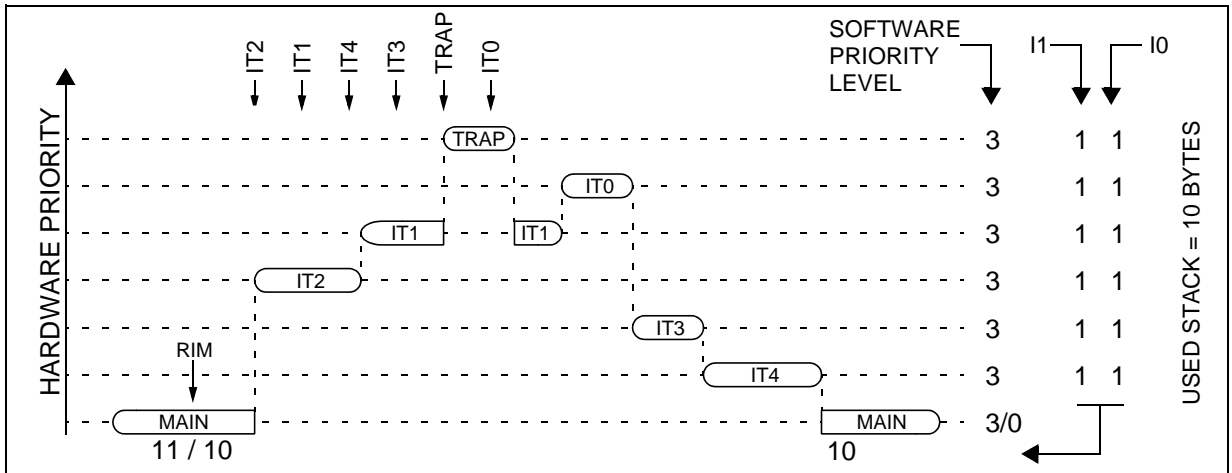 IT2
IT1
IT4
IT3
TRAP
IT0
SOFTWARE
PRIORITY
LEVEL
I1
I0
HARDWARE PRIORITY
TRAP
3
1 1
IT0
3
1 1
IT1
IT1
3
1 1
IT2
3
1 1
IT3
3
1 1
RIM
IT4
3
1 1
MAIN
MAIN
3/0
11 / 10
10
USED STACK = 10 BYTES